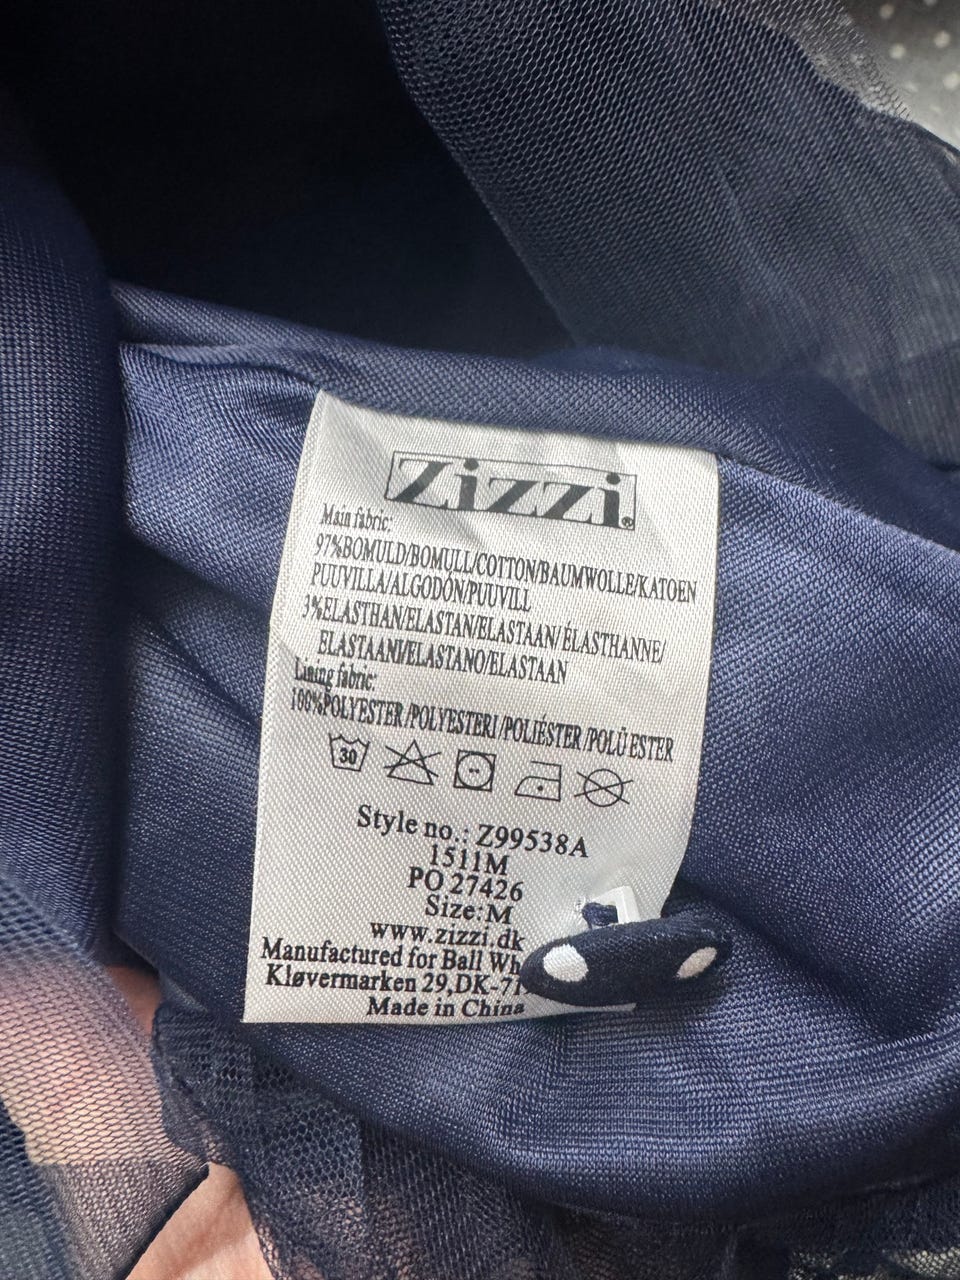 Zizzi®
Main fabric:
97%BOMULD/BOMULL/COTTON/BAUMWOLLE/KATOEN
PUUVILLA/ALGODÓN/PUUVILL
3%ELASTHAN/ELASTAN/ELASTAAN/ÉLASTHANNE/
ELASTAANI/ELASTANO/ELASTAAN
Lining fabric:
100%POLYESTER/POLYESTERI/POLIÉSTER/POLÜ ESTER
30
Style no.: Z99538A
1511M
PO 27426
Size:M
www.zizzi.dk
Manufactured for Ball
Kløvermarken 29,DK-
Made in China